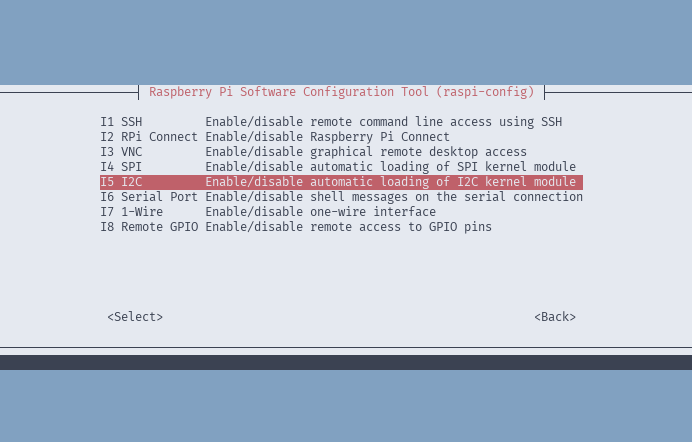 Raspberry Pi Software Configuration Tool (raspi-config)
I1 SSH Enable/disable remote command line access using SSH
I2 RPi Connect Enable/disable Raspberry Pi Connect
I3 VNC Enable/disable graphical remote desktop access
I4 SPI Enable/disable automatic loading of SPI kernel module
I5 I2C Enable/disable automatic loading of I2C kernel module
I6 Serial Port Enable/disable shell messages on the serial connection
I7 1-Wire Enable/disable one-wire interface
I8 Remote GPIO Enable/disable remote access to GPIO pins
<Select> <Back>